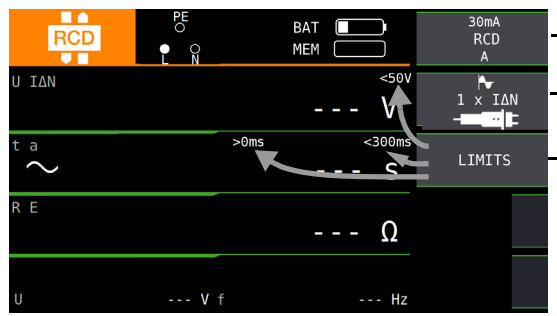 RCD
PE
L
N
BAT
MEM
30mA
RCD
A
U IΔN
<50V
--- V
1 x IΔN
t a
>0ms
<300ms
--- s
LIMITS
R E
--- Ω
U --- V f --- Hz